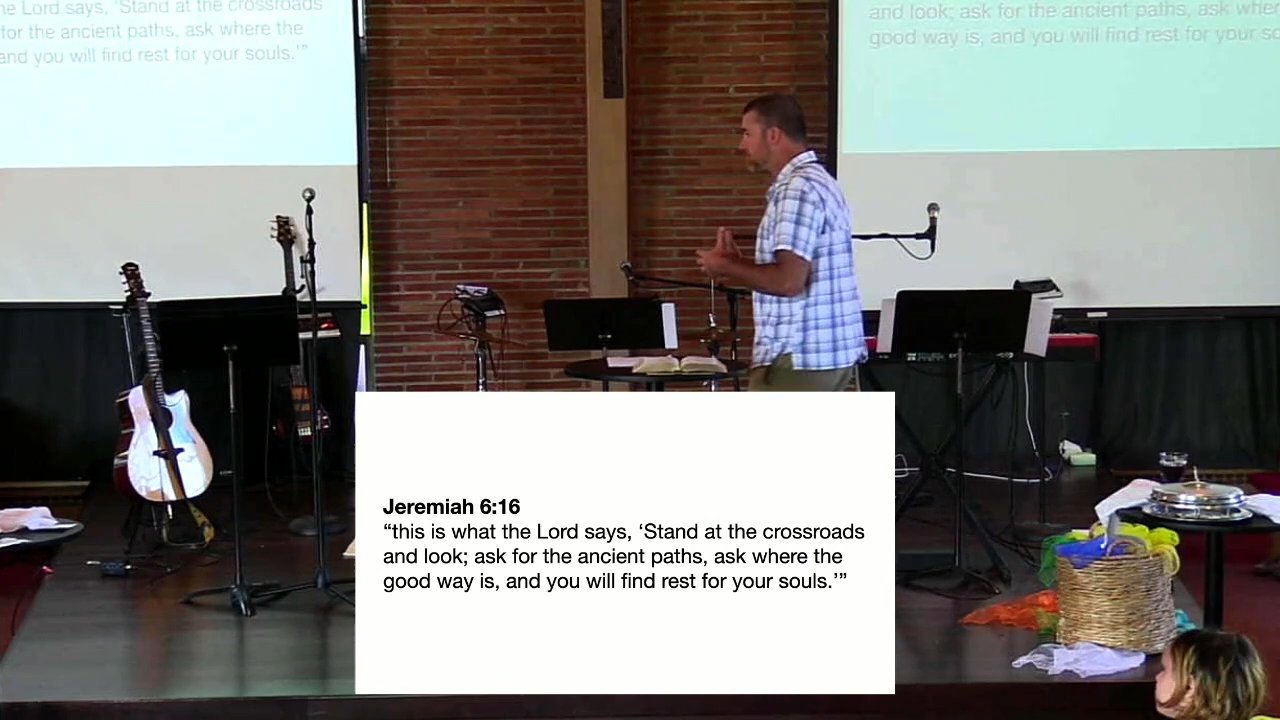 he Lord says, 'Stand at the crossroads
for the ancient paths, ask where the
and you will find rest for your souls.'”
and look; ask for the ancient paths, ask
good way is, and you will find rest for your
Jeremiah 6:16
“this is what the Lord says, ‘Stand at the crossroads
and look; ask for the ancient paths, ask where the
good way is, and you will find rest for your souls.’”